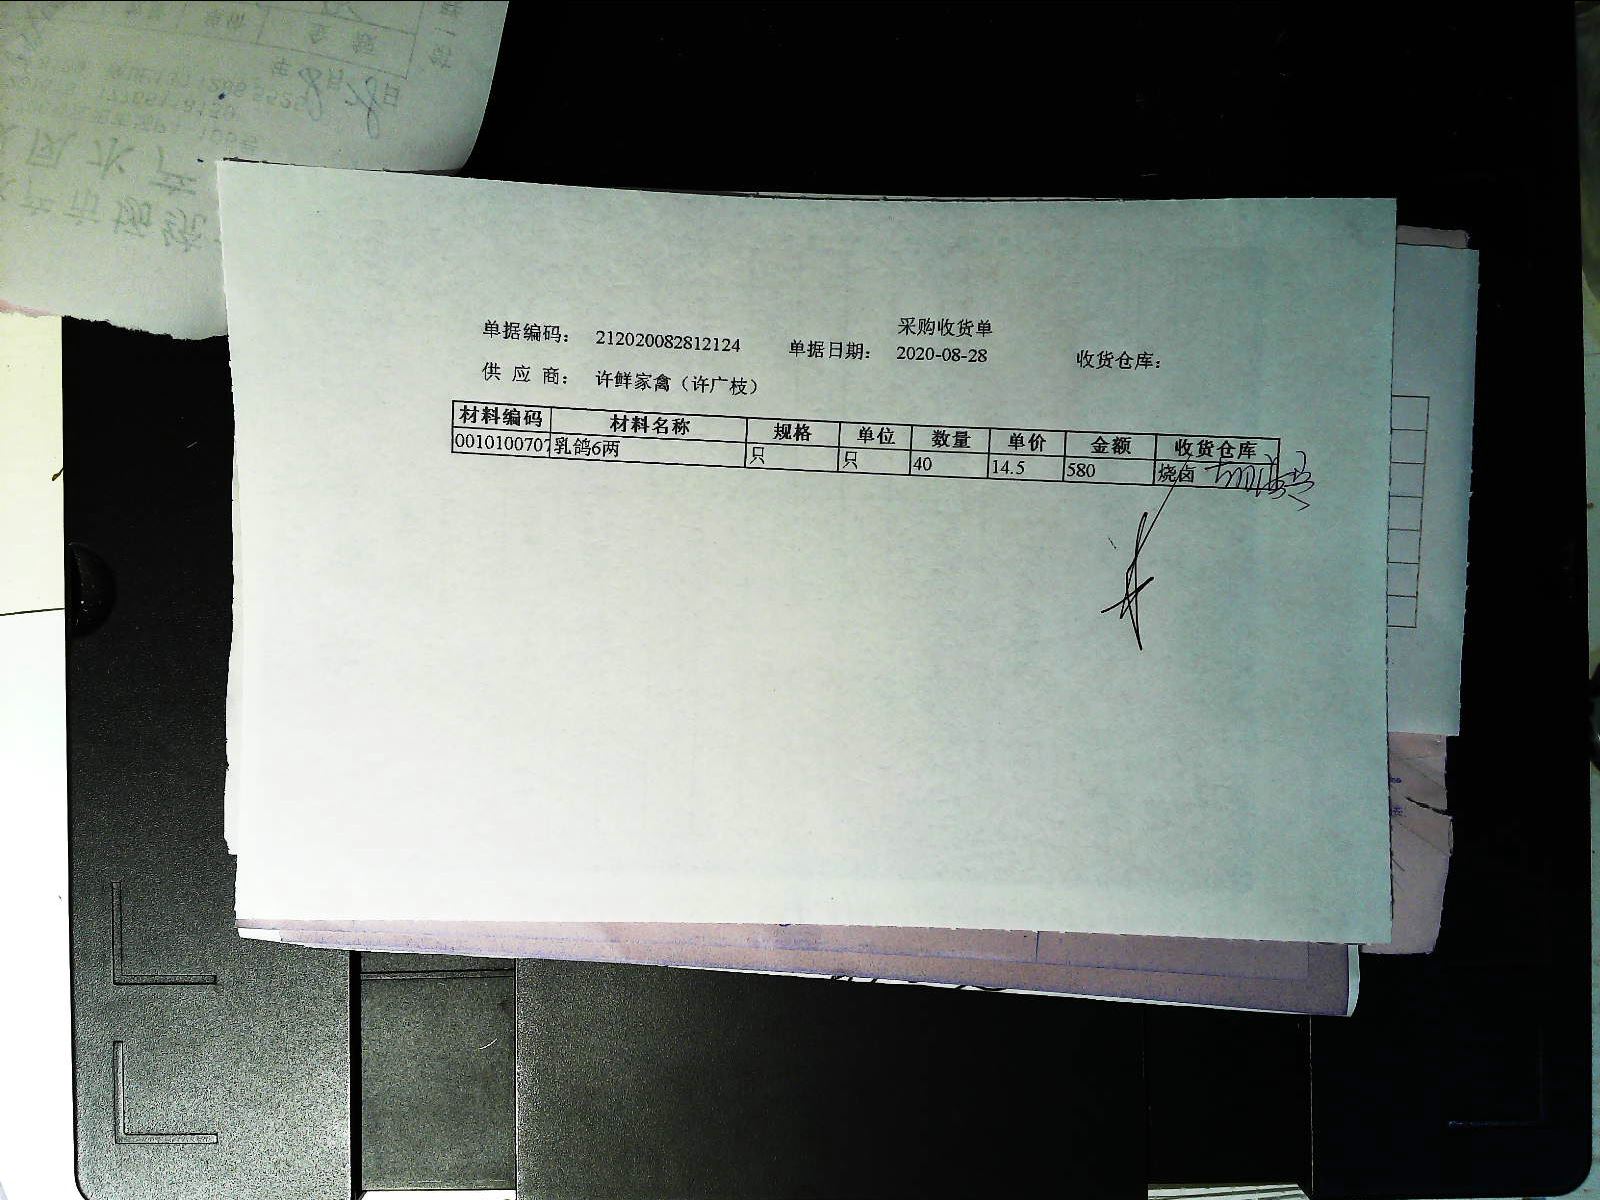 采购收货单
单据编码： 212020082812124 单据日期： 2020-08-28 收货仓库：
供 应 商： 许鲜家禽（许广枝）
材料编码 材料名称 规格 单位 数量 单价 金额 收货仓库
0010100707 乳鸽6两 只 只 40 14.5 580 烧卤